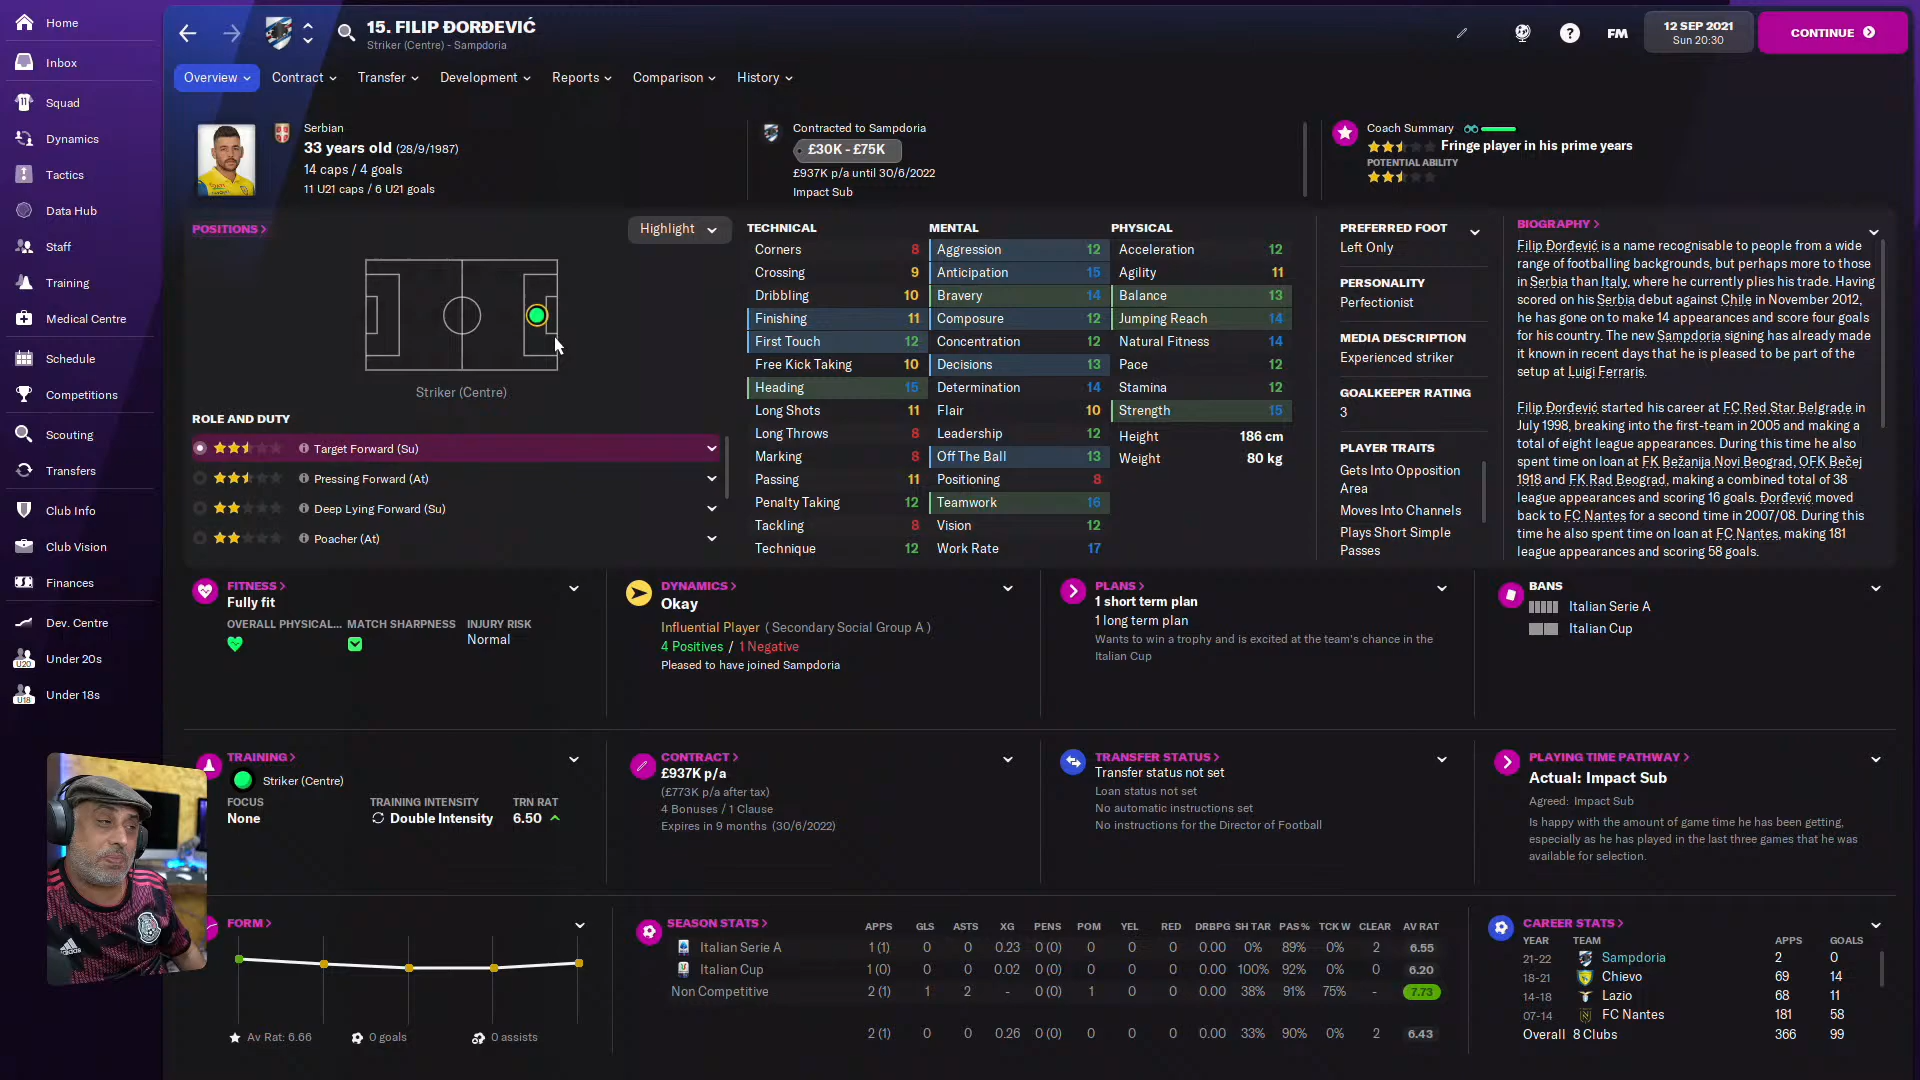 Home
Inbox
Squad
Dynamics
Tactics
Data Hub
Staff
Training
Medical Centre
Schedule
Competitions
Scouting
Transfers
Club Info
Club Vision
Finances
Dev. Centre
Under 20s
Under 18s
15. FILIP ĐORĐEVIĆ
Striker (Centre) - Sampdoria
FM
12 SEP 2021
Sun 20:30
CONTINUE
Overview Contract Transfer Development Reports Comparison History
Serbian
33 years old (28/9/1987)
14 caps / 4 goals
11 U21 caps / 6 U21 goals
Contracted to Sampdoria
£30K - £75K
£937K p/a until 30/6/2022
Impact Sub
Coach Summary
Fringe player in his prime years
POTENTIAL ABILITY
POSITIONS >
Highlight
Striker (Centre)
ROLE AND DUTY
Target Forward (Su)
Pressing Forward (At)
Deep Lying Forward (Su)
Poacher (At)
TECHNICAL
Corners 8
Crossing 9
Dribbling 10
Finishing 11
First Touch 12
Free Kick Taking 10
Heading 15
Long Shots 11
Long Throws 8
Marking 8
Passing 11
Penalty Taking 12
Tackling 8
Technique 12
MENTAL
Aggression 12
Anticipation 15
Bravery 14
Composure 12
Concentration 12
Decisions 13
Determination 14
Flair 10
Leadership 12
Off The Ball 13
Positioning 8
Teamwork 16
Vision 12
Work Rate 17
PHYSICAL
Acceleration 12
Agility 11
Balance 13
Jumping Reach 14
Natural Fitness 14
Pace 12
Stamina 12
Strength 15
Height 186 cm
Weight 80 kg
PREFERRED FOOT
Left Only
PERSONALITY
Perfectionist
MEDIA DESCRIPTION
Experienced striker
GOALKEEPER RATING
3
PLAYER TRAITS
Gets Into Opposition
Area
Moves Into Channels
Plays Short Simple
Passes
BIOGRAPHY >
Filip Đorđević is a name recognisable to people from a wide
range of footballing backgrounds, but perhaps more to those
in Serbia than Italy, where he currently plies his trade. Having
scored on his Serbia debut against Chile in November 2012,
he has gone on to make 14 appearances and score four goals
for his country. The new Sampdoria signing has already made
it known in recent days that he is pleased to be part of the
setup at Luigi Ferraris.
Filip Đorđević started his career at FC Red Star Belgrade in
July 1998, breaking into the first-team in 2005 and making a
total of eight league appearances. During this time he also
spent time on loan at FK Bežanija Novi Beograd, OFK Bečej
1918 and FK Rad Beograd, making a combined total of 38
league appearances and scoring 16 goals. Đorđević moved
back to FC Nantes for a second time in 2007/08. During this
time he also spent time on loan at FC Nantes, making 181
league appearances and scoring 58 goals.
FITNESS >
Fully fit
OVERALL PHYSICAL... MATCH SHARPNESS INJURY RISK
Normal
DYNAMICS >
Okay
Influential Player ( Secondary Social Group A )
4 Positives / 1 Negative
Pleased to have joined Sampdoria
PLANS >
1 short term plan
1 long term plan
Wants to win a trophy and is excited at the team's chance in the
Italian Cup
BANS
Italian Serie A
Italian Cup
TRAINING >
Striker (Centre)
FOCUS TRAINING INTENSITY TRN RAT
None Double Intensity 6.50
CONTRACT >
£937K p/a
(£773K p/a after tax)
4 Bonuses / 1 Clause
Expires in 9 months (30/6/2022)
TRANSFER STATUS >
Transfer status not set
Loan status not set
No automatic instructions set
No instructions for the Director of Football
PLAYING TIME PATHWAY >
Actual: Impact Sub
Agreed: Impact Sub
Is happy with the amount of game time he has been getting,
especially as he has played in the last three games that he was
available for selection.
FORM >
Av Rat: 6.66 0 goals 0 assists
SEASON STATS > APPS GLS ASTS XG PENS POM YEL RED DRBPG SH TAR PAS % TCK W CLEAR AV RAT
Italian Serie A 1 (1) 0 0 0.23 0 (0) 0 0 0 0.00 0% 89% 0% 2 6.55
Italian Cup 1 (0) 0 0 0.02 0 (0) 0 0 0 0.00 100% 92% 0% 0 6.20
Non Competitive 2 (1) 1 2 - 0 (0) 1 0 0 0.00 38% 91% 75% - 7.73
2 (1) 0 0 0.26 0 (0) 0 0 0 0.00 33% 90% 0% 2 6.43
CAREER STATS >
YEAR TEAM APPS GOALS
21-22 Sampdoria 2 0
18-21 Chievo 69 14
14-18 Lazio 68 11
07-14 FC Nantes 181 58
Overall 8 Clubs 366 99